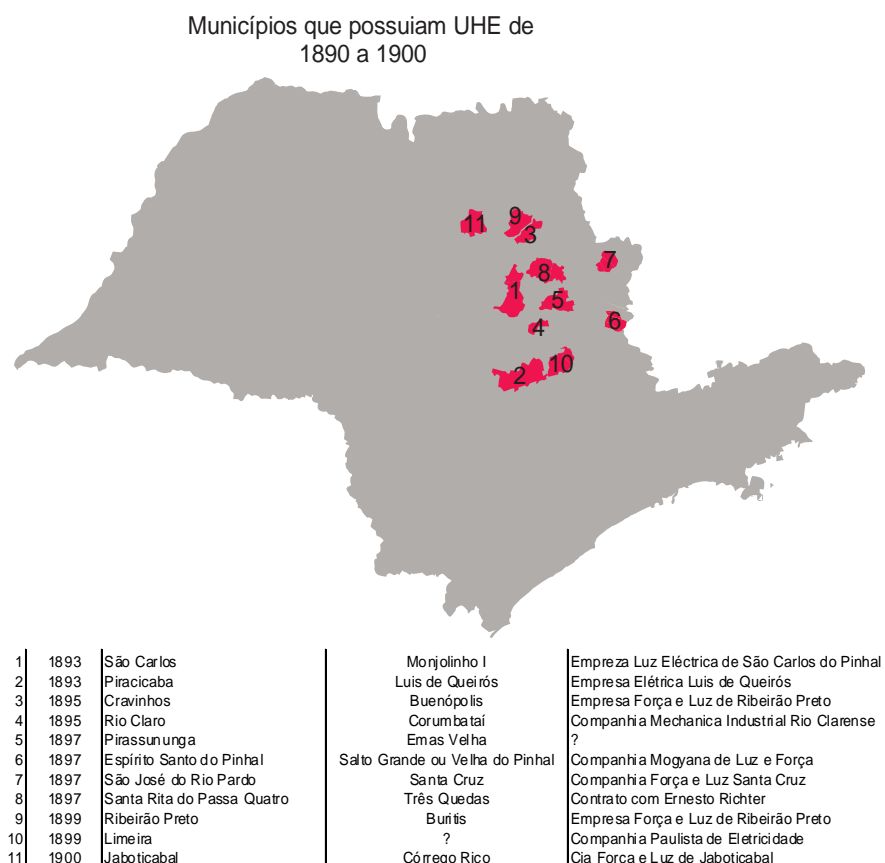 Municípios que possuiam UHE de
1890 a 1900
11
9
3
7
8
1
5
6
4
10
2
1 1893 São Carlos Monjolinho I Empreza Luz Eléctrica de São Carlos do Pinhal
2 1893 Piracicaba Luis de Queirós Empresa Elétrica Luis de Queirós
3 1895 Cravinhos Buenópolis Empresa Força e Luz de Ribeirão Preto
4 1895 Rio Claro Corumbataí Companhia Mechanica Industrial Rio Clarense
5 1897 Pirassununga Emas Velha ?
6 1897 Espírito Santo do Pinhal Salto Grande ou Velha do Pinhal Companhia Mogyana de Luz e Força
7 1897 São José do Rio Pardo Santa Cruz Companhia Força e Luz Santa Cruz
8 1897 Santa Rita do Passa Quatro Três Quedas Contrato com Ernesto Richter
9 1899 Ribeirão Preto Buritis Empresa Força e Luz de Ribeirão Preto
10 1899 Limeira ? Companhia Paulista de Eletricidade
11 1900 Jaboticabal Córrego Rico Cia Força e Luz de Jaboticabal